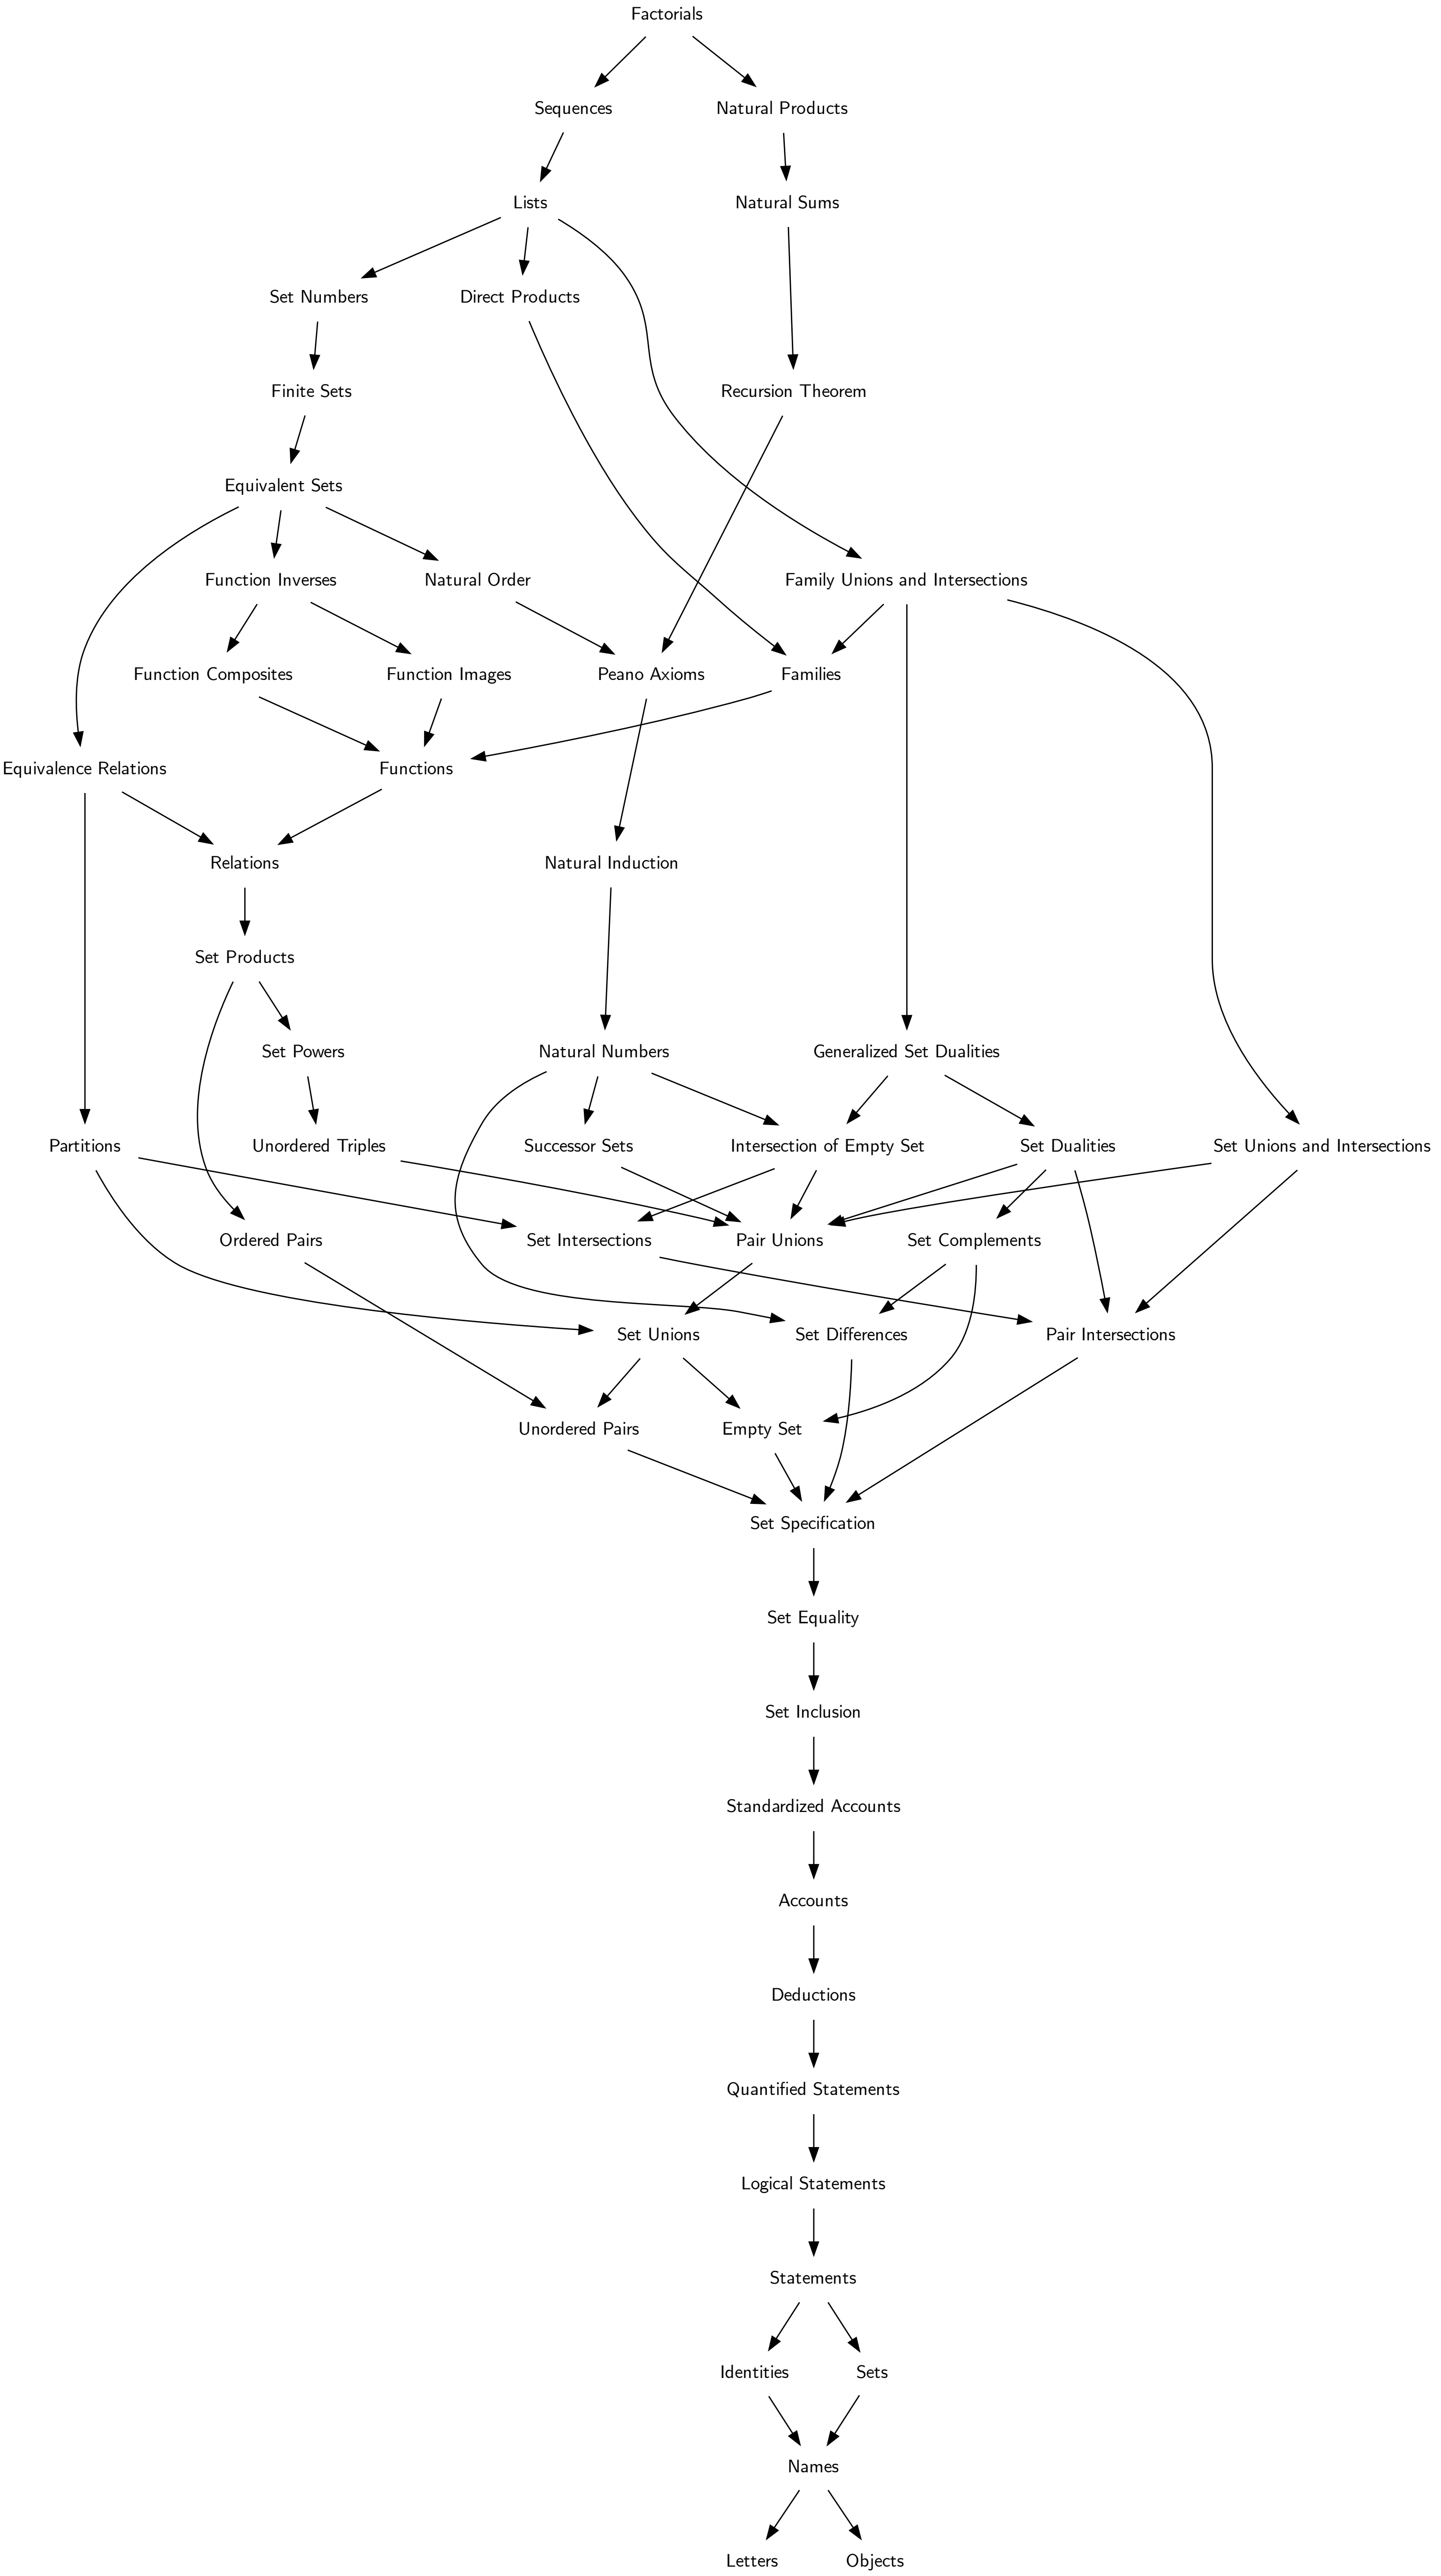 Factorials
Sequences
Natural Products
Lists
Natural Sums
Set Numbers
Direct Products
Finite Sets
Recursion Theorem
Equivalent Sets
Function Inverses
Natural Order
Family Unions and Intersections
Function Composites
Function Images
Peano Axioms
Families
Equivalence Relations
Functions
Relations
Natural Induction
Set Products
Set Powers
Natural Numbers
Generalized Set Dualities
Partitions
Unordered Triples
Successor Sets
Intersection of Empty Set
Set Dualities
Set Unions and Intersections
Ordered Pairs
Set Intersections
Pair Unions
Set Complements
Set Unions
Set Differences
Pair Intersections
Unordered Pairs
Empty Set
Set Specification
Set Equality
Set Inclusion
Standardized Accounts
Accounts
Deductions
Quantified Statements
Logical Statements
Statements
Identities
Sets
Names
Letters
Objects